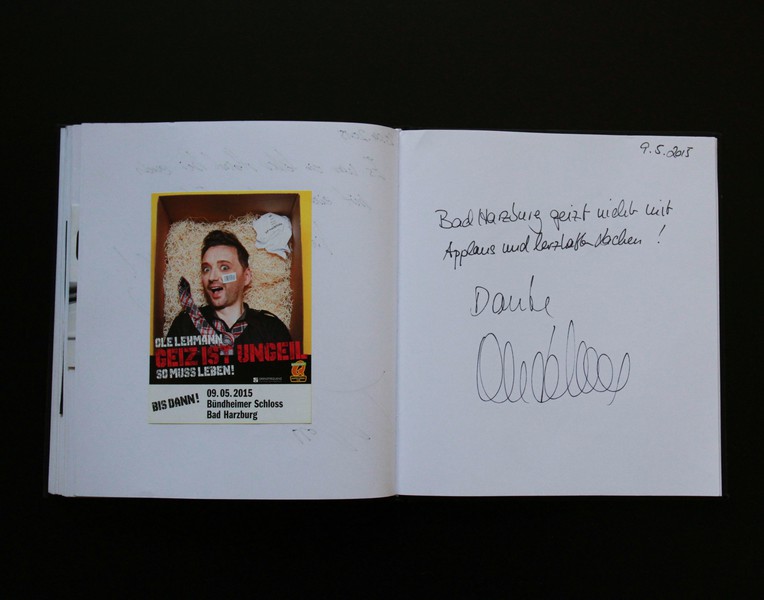 OLE LEHMANN
GEIZ IST UNGEIL
SO MUSS LEBEN!
BIS DANN!
09.05.2015
Bündheimer Schloss
Bad Harzburg
9.5.2015
Bad Harzburg geizt nicht mit
Applaus und herzhaftem Lachen!
Danke